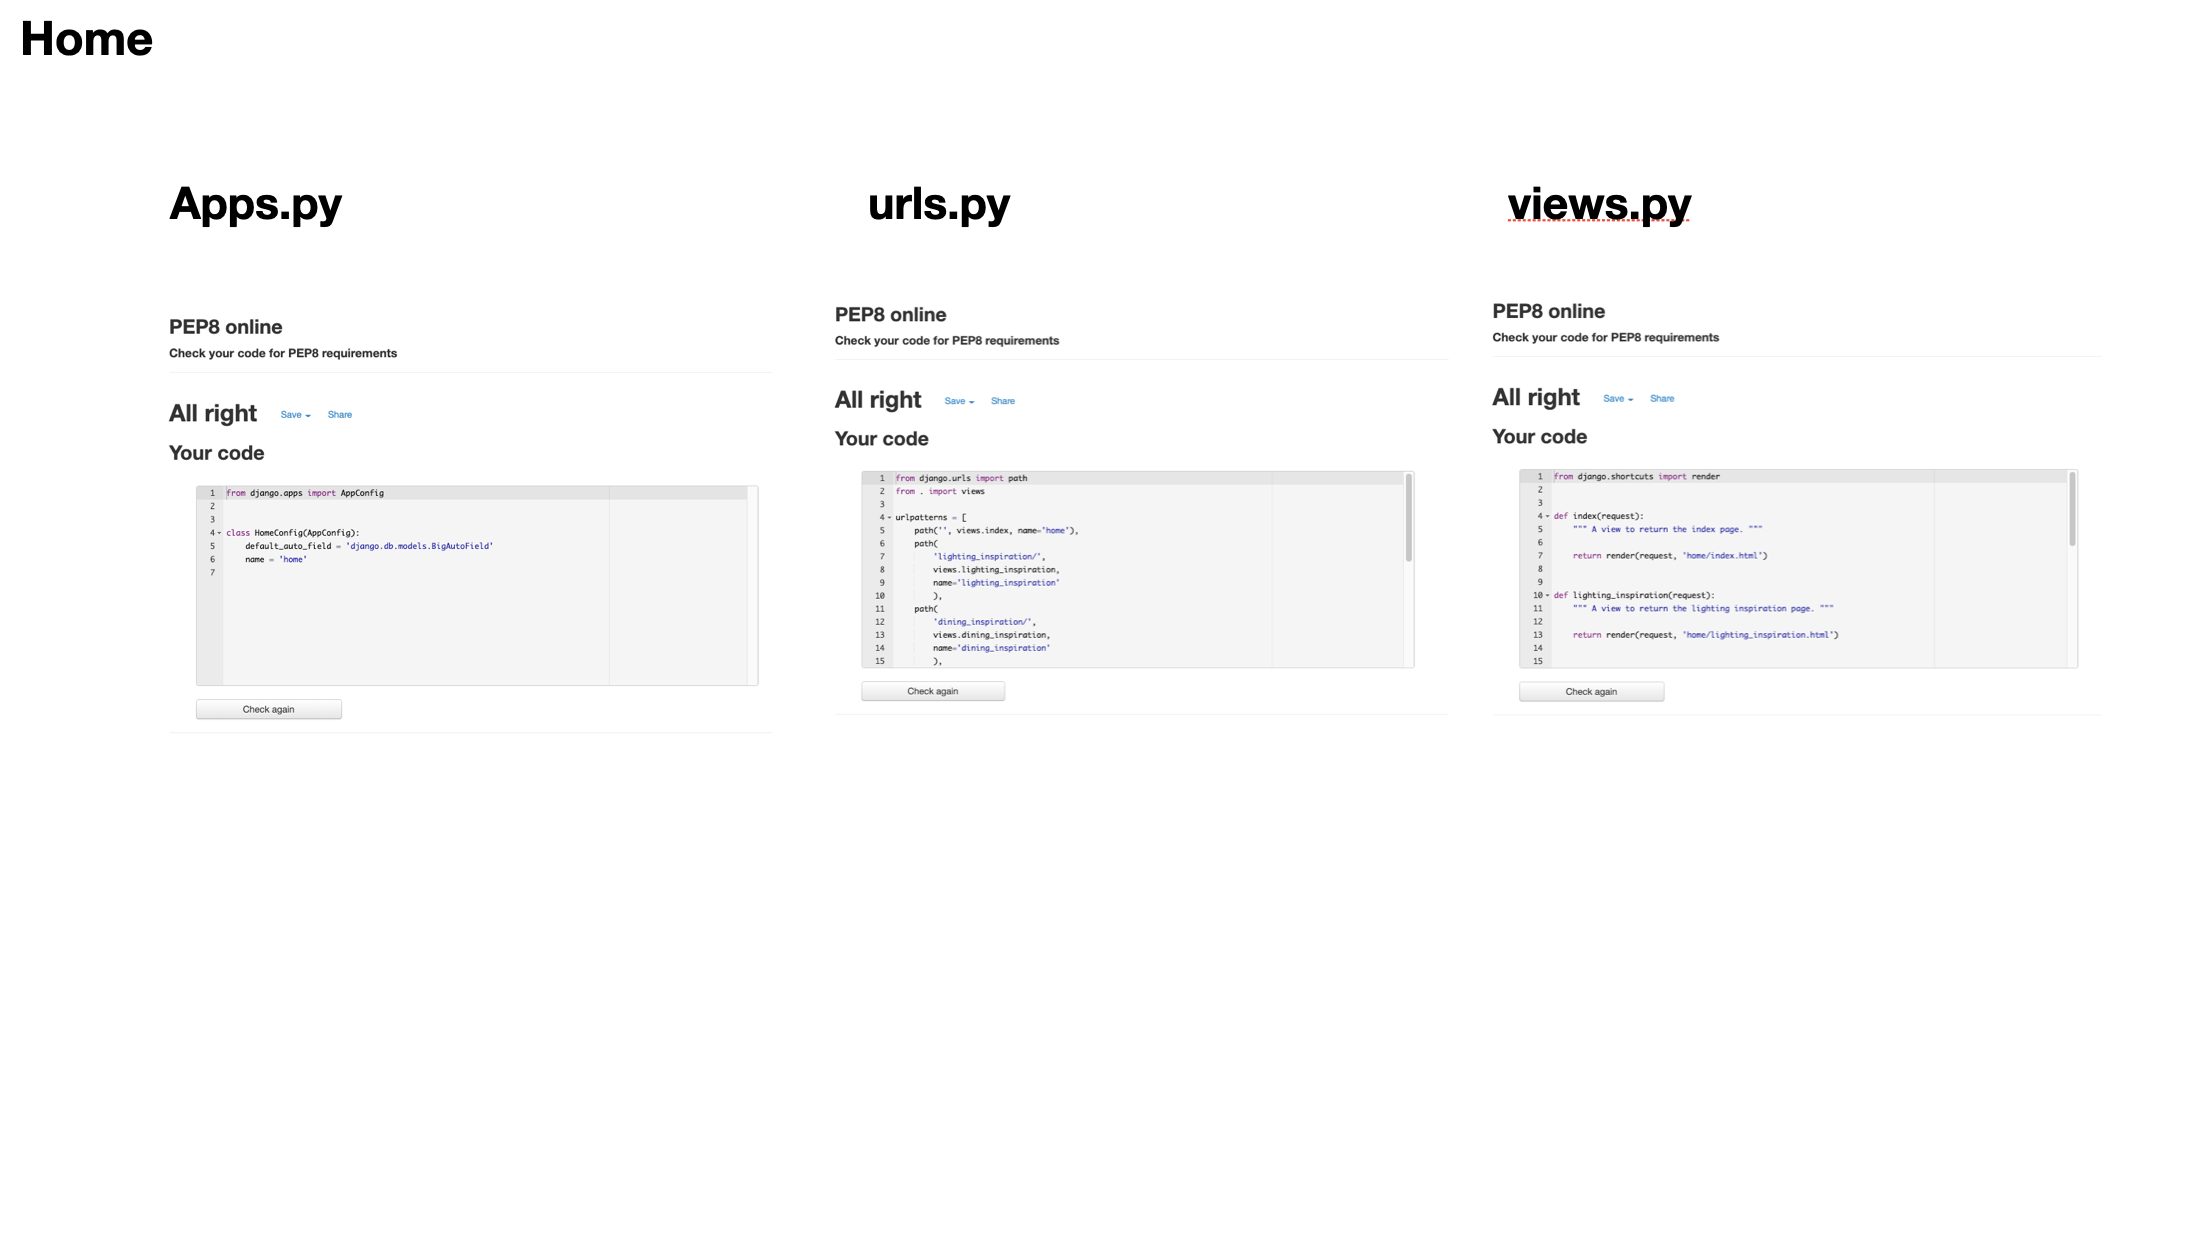 Home
Apps.py
PEP8 online
Check your code for PEP8 requirements
All right Save Share
Your code
1 from django.apps import AppConfig
2
3
4 class HomeConfig(AppConfig):
5 default_auto_field = 'django.db.models.BigAutoField'
6 name = 'home'
7
Check again
urls.py
PEP8 online
Check your code for PEP8 requirements
All right Save Share
Your code
1 from django.urls import path
2 from . import views
3
4 urlpatterns = [
5 path('', views.index, name='home'),
6 path(
7 'lighting_inspiration/',
8 views.lighting_inspiration,
9 name='lighting_inspiration'
10 ),
11 path(
12 'dining_inspiration/',
13 views.dining_inspiration,
14 name='dining_inspiration'
15 ),
Check again
views.py
PEP8 online
Check your code for PEP8 requirements
All right Save Share
Your code
1 from django.shortcuts import render
2
3
4 def index(request):
5 """ A view to return the index page. """
6
7 return render(request, 'home/index.html')
8
9
10 def lighting_inspiration(request):
11 """ A view to return the lighting inspiration page. """
12
13 return render(request, 'home/lighting_inspiration.html')
14
15
Check again